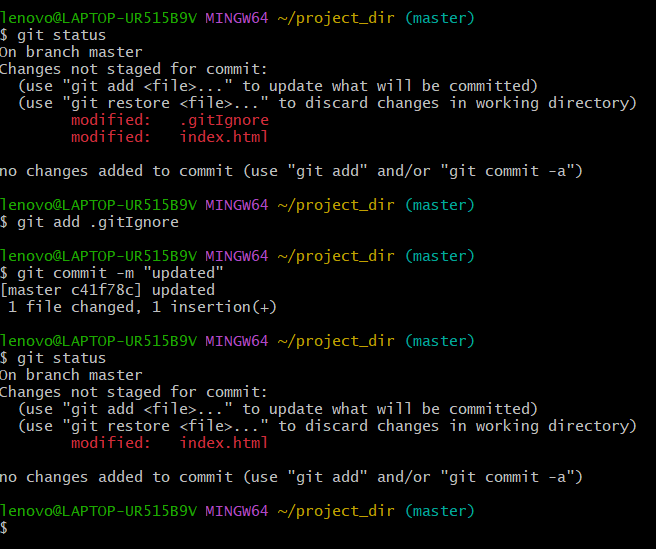 lenovo@LAPTOP-UR515B9V MINGW64 ~/project_dir (master)
$ git status
On branch master
Changes not staged for commit:
  (use "git add <file>..." to update what will be committed)
  (use "git restore <file>..." to discard changes in working directory)
        modified:   .gitIgnore
        modified:   index.html

no changes added to commit (use "git add" and/or "git commit -a")

lenovo@LAPTOP-UR515B9V MINGW64 ~/project_dir (master)
$ git add .gitIgnore

lenovo@LAPTOP-UR515B9V MINGW64 ~/project_dir (master)
$ git commit -m "updated"
[master c41f78c] updated
 1 file changed, 1 insertion(+)

lenovo@LAPTOP-UR515B9V MINGW64 ~/project_dir (master)
$ git status
On branch master
Changes not staged for commit:
  (use "git add <file>..." to update what will be committed)
  (use "git restore <file>..." to discard changes in working directory)
        modified:   index.html

no changes added to commit (use "git add" and/or "git commit -a")

lenovo@LAPTOP-UR515B9V MINGW64 ~/project_dir (master)
$